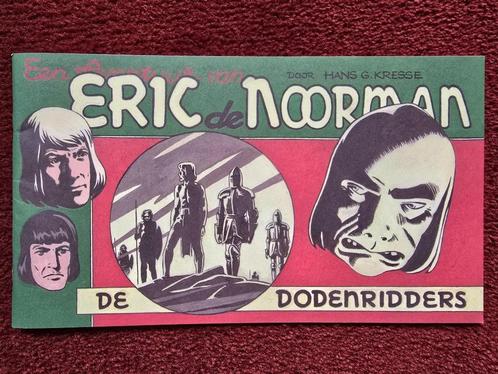 Een Avontuur van
DOOR HANS G. KRESSE
ERIC de NOORMAN
DE DODENRIDDERS